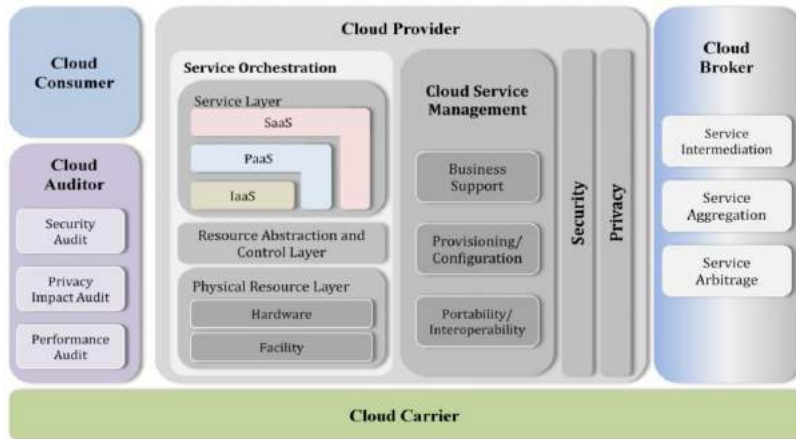 Cloud
Consumer
Cloud
Auditor
Security
Audit
Privacy
Impact Audit
Performance
Audit
Cloud Provider
Service Orchestration
Service Layer
SaaS
PaaS
IaaS
Resource Abstraction and
Control Layer
Physical Resource Layer
Hardware
Facility
Cloud Service
Management
Business
Support
Provisioning/
Configuration
Portability/
Interoperability
Security
Privacy
Cloud
Broker
Service
Intermediation
Service
Aggregation
Service
Arbitrage
Cloud Carrier